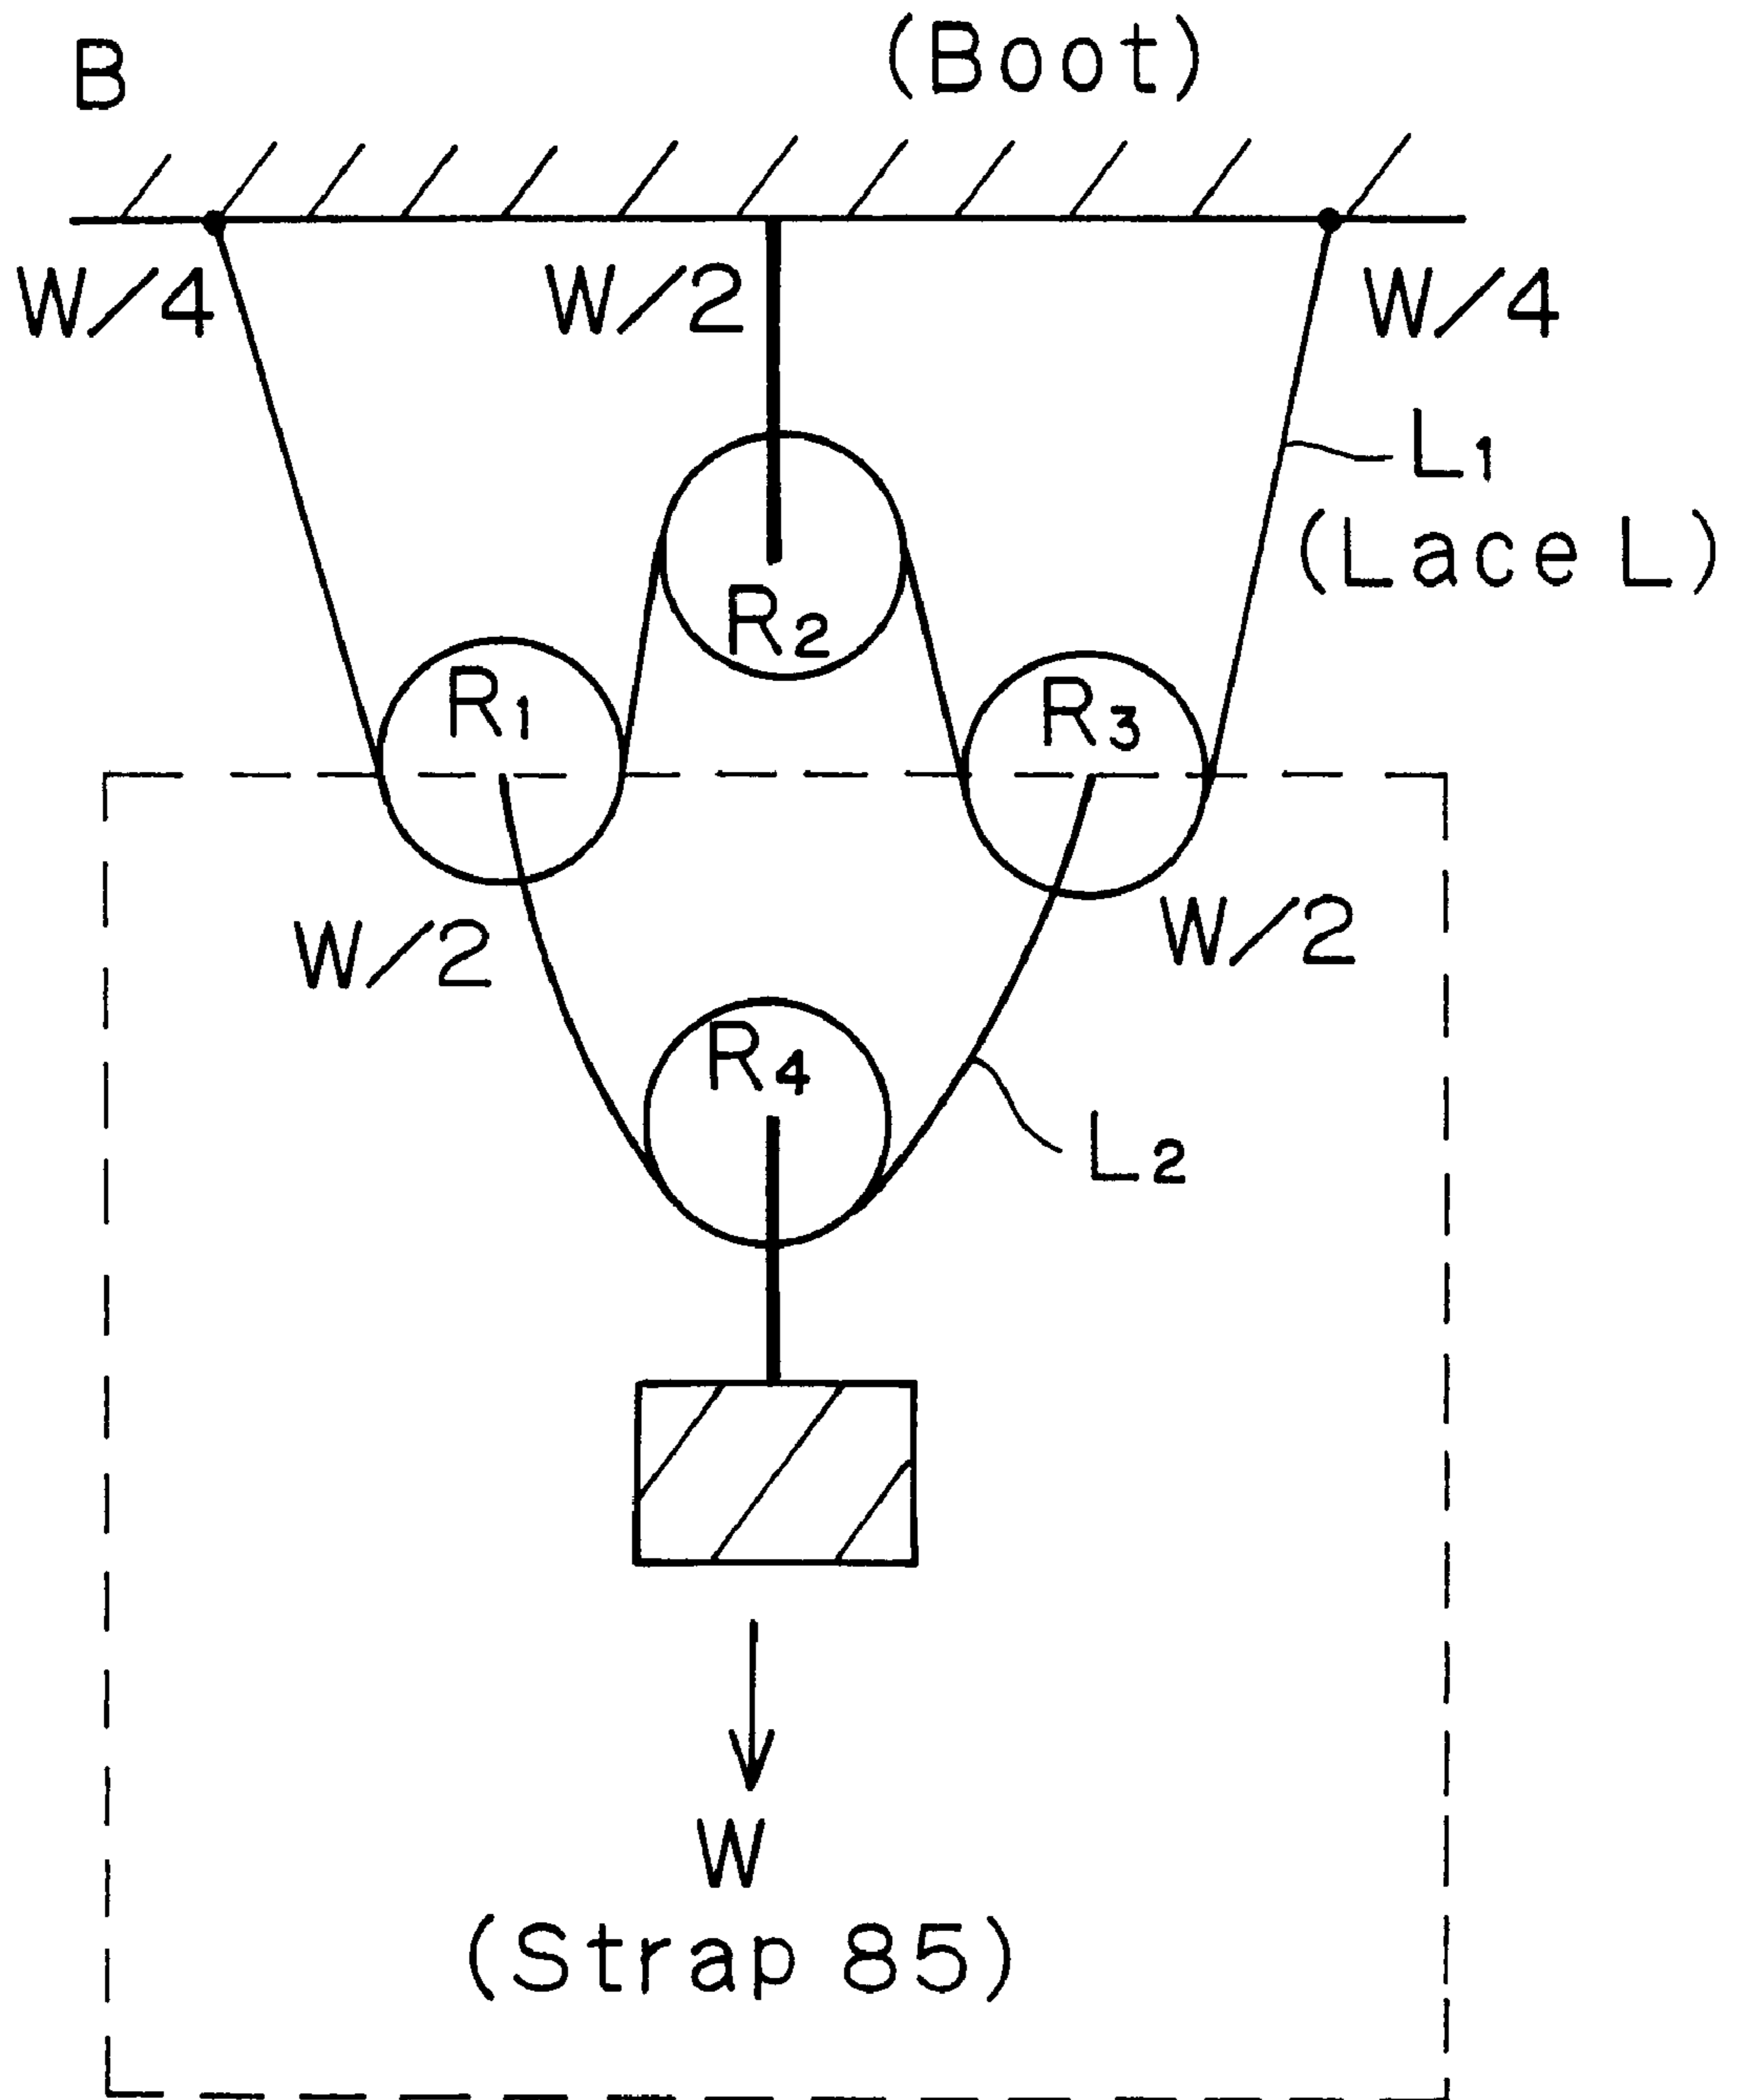 B (Boot)
W/4 W/2 W/4
L1
(Lace L)
R2
R1 R3
W/2 W/2
R4
L2
W
(Strap 85)